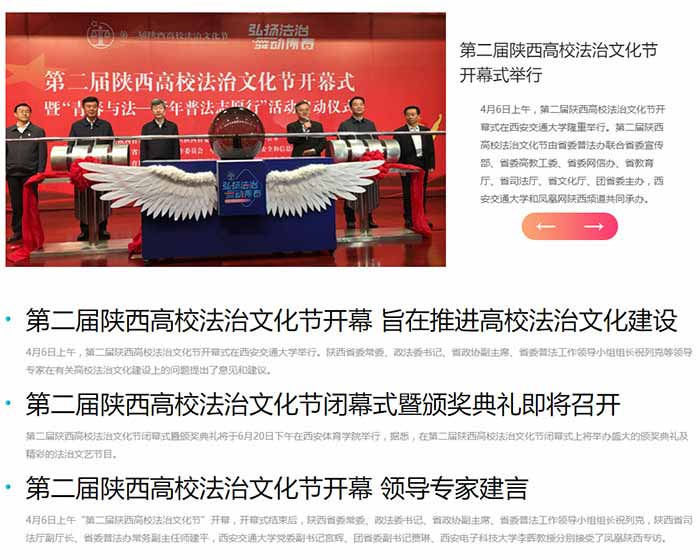 第二届陕西高校法治文化节
弘扬法治
舞动青春
第二届陕西高校法治文化节开幕式
暨“青春与法——青年普法志愿行”活动启动仪式
弘扬法治
舞动青春
第二届陕西高校法治文化节
开幕式举行
4月6日上午，第二届陕西高校法治文化节开
幕式在西安交通大学隆重举行。第二届陕西
高校法治文化节由省委普法办联合省委宣传
部、省委高教工委、省委网信办、省教育
厅、省司法厅、省文化厅、团省委主办，西
安交通大学和凤凰网陕西频道共同承办。
第二届陕西高校法治文化节开幕 旨在推进高校法治文化建设
4月6日上午，第二届陕西高校法治文化节开幕式在西安交通大学举行。陕西省委常委、政法委书记、省政协副主席、省委普法工作领导小组组长祝列克等领导
专家在有关高校法治文化建设上的问题提出了意见和建议。
第二届陕西高校法治文化节闭幕式暨颁奖典礼即将召开
第二届陕西高校法治文化节闭幕式暨颁奖典礼将于6月20日下午在西安体育学院举行，据悉，在第二届陕西高校法治文化节闭幕式上将举办盛大的颁奖典礼及
精彩的法治文艺节目。
第二届陕西高校法治文化节开幕 领导专家建言
4月6日上午“第二届陕西高校法治文化节”开幕，开幕式结束后，陕西省委常委、政法委书记、省政协副主席、省委普法工作领导小组组长祝列克，陕西省司
法厅副厅长、省委普法办常务副主任师建平，西安交通大学党委副书记宫辉、团省委副书记贾琳、西安电子科技大学李晖教授分别接受了凤凰陕西专访。